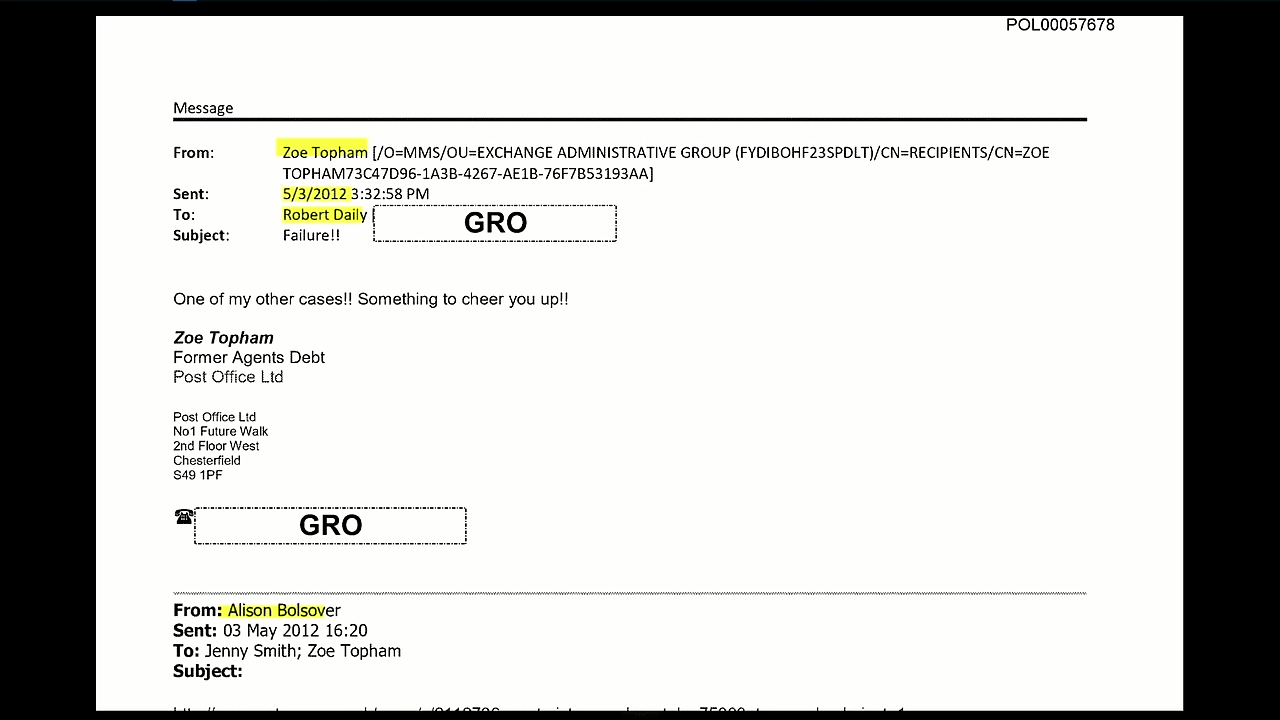 POL00057678
Message
From: Zoe Topham [/O=MMS/OU=EXCHANGE ADMINISTRATIVE GROUP (FYDIBOHF23SPDLT)/CN=RECIPIENTS/CN=ZOE
TOPHAM73C47D96-1A3B-4267-AE1B-76F7B53193AA]
Sent: 5/3/2012 3:32:58 PM
To: Robert Daily [ GRO
Subject: Failure!!
One of my other cases!! Something to cheer you up!!
Zoe Topham
Former Agents Debt
Post Office Ltd
Post Office Ltd
No1 Future Walk
2nd Floor West
Chesterfield
S49 1PF
☎ GRO
From: Alison Bolsover
Sent: 03 May 2012 16:20
To: Jenny Smith; Zoe Topham
Subject: